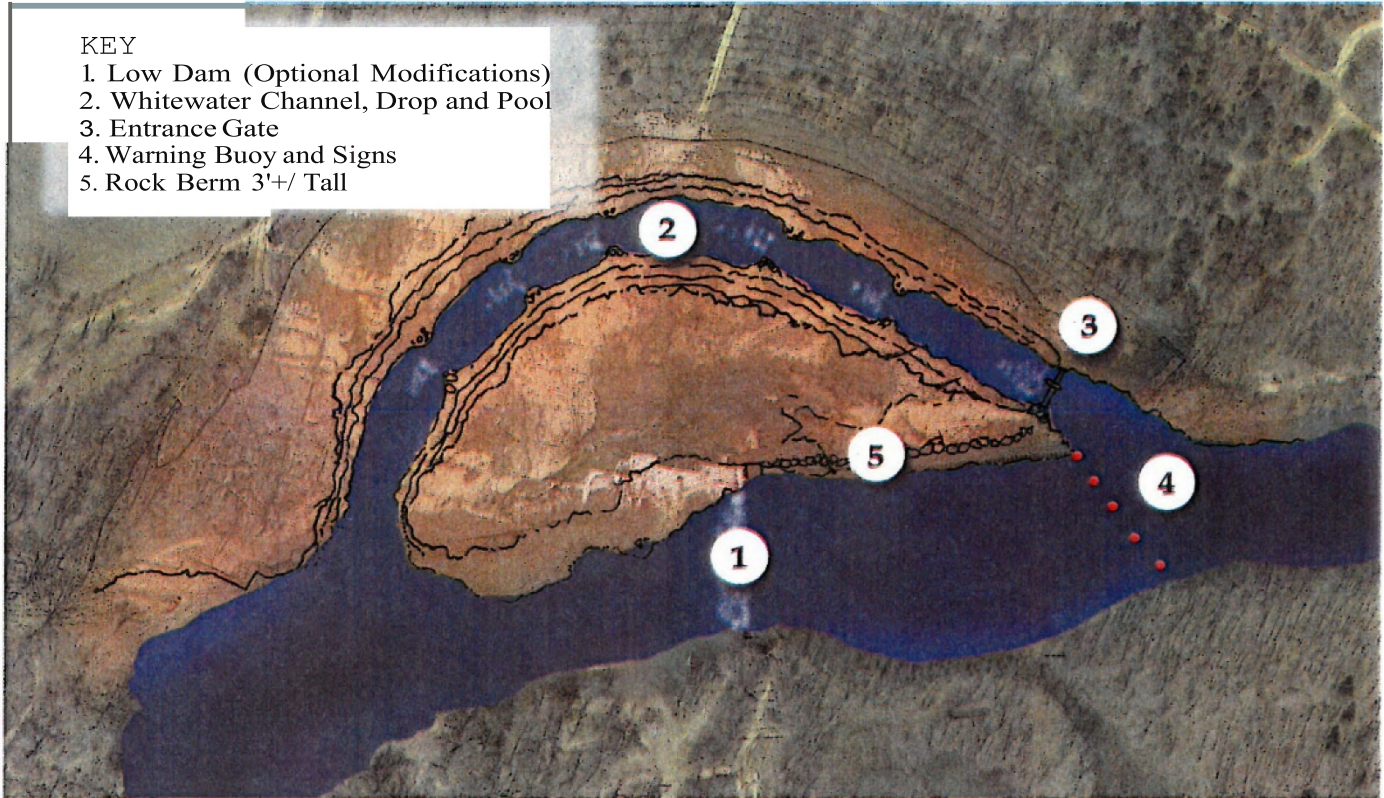 KEY
1. Low Dam (Optional Modifications)
2. Whitewater Channel, Drop and Pool
3. Entrance Gate
4. Warning Buoy and Signs
5. Rock Berm 3'+/ Tall
2
3
5
4
1